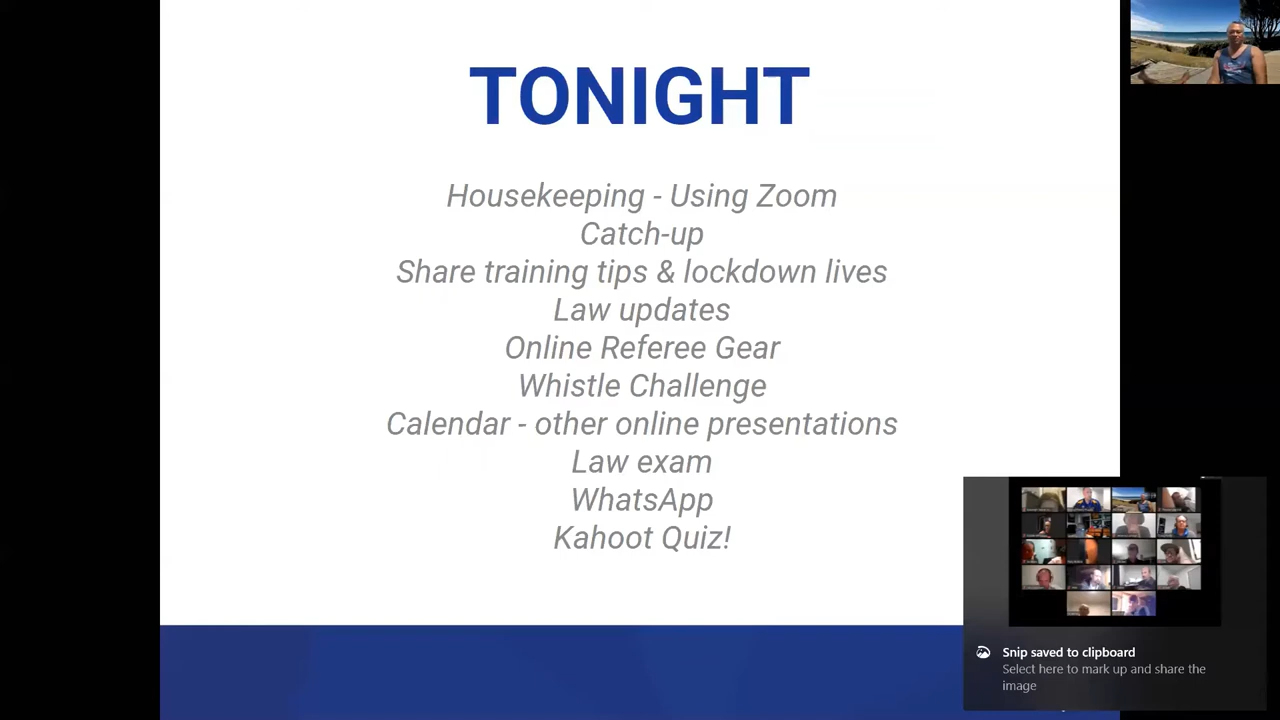 TONIGHT
Housekeeping - Using Zoom
Catch-up
Share training tips & lockdown lives
Law updates
Online Referee Gear
Whistle Challenge
Calendar - other online presentations
Law exam
WhatsApp
Kahoot Quiz!
Snip saved to clipboard
Select here to mark up and share the
image